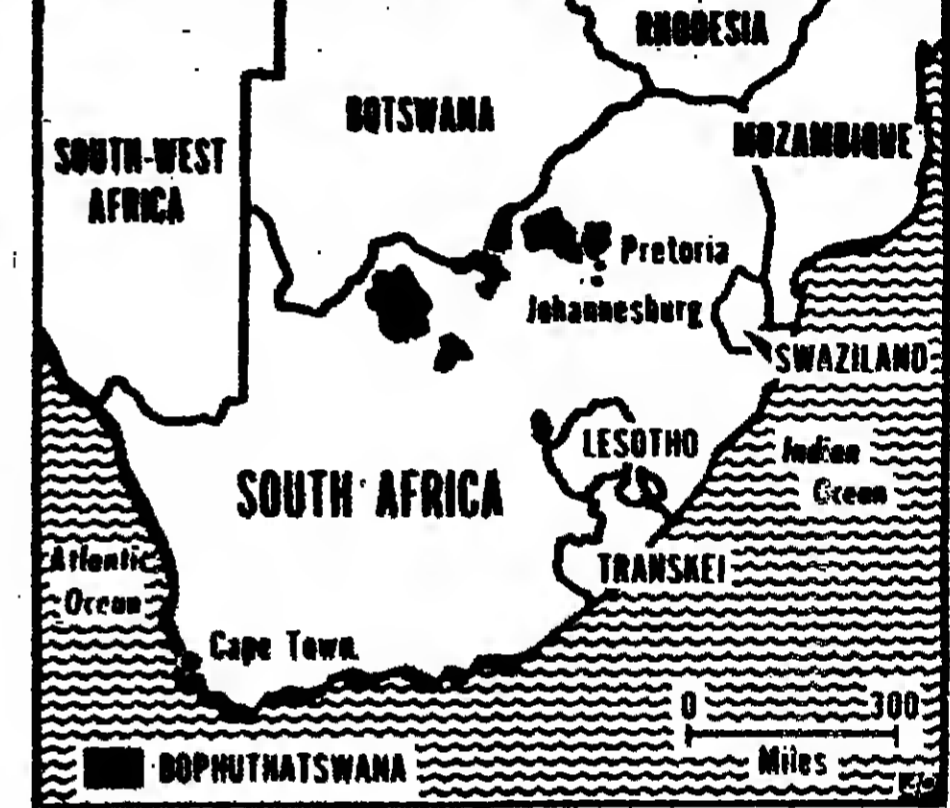 RHODESIA
BOTSWANA
MOZAMBIQUE
SOUTH-WEST
AFRICA
Pretoria
Johannesburg
SWAZILAND
LESOTHO
Indian
Ocean
SOUTH AFRICA
Atlantic
Ocean
TRANSKEI
Cape Town
0 300
Miles
BOPHUTHATSWANA